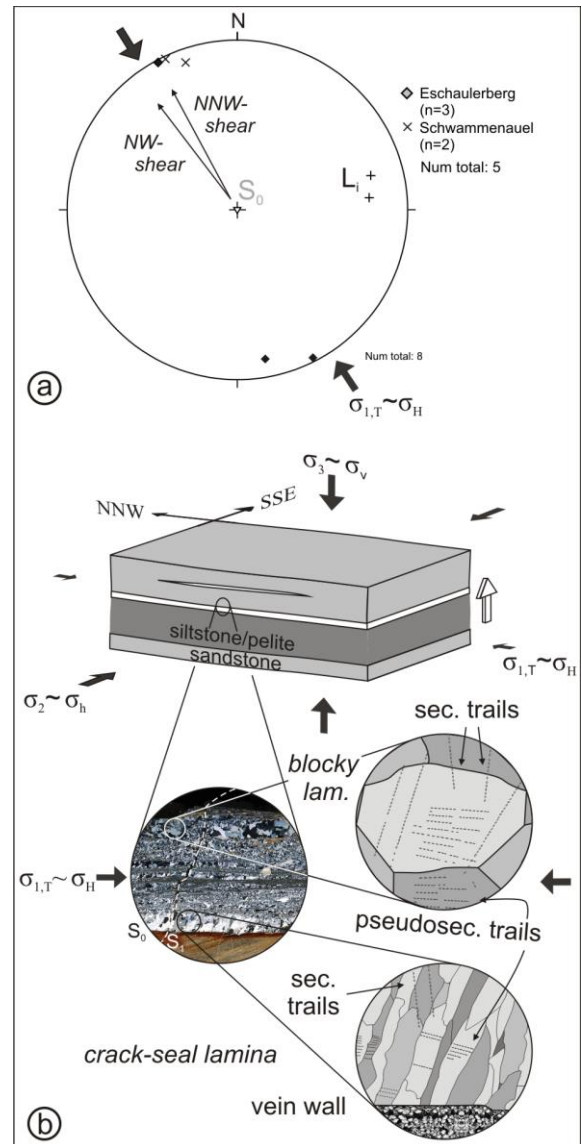 N
NNW-
shear
NW-
shear
S₀
Lᵢ
Eschaulerberg
(n=3)
Schwammenauel
(n=2)
Num total: 5
Num total: 8
σ1,T~σH
a
σ3~σv
NNW
SSE
siltstone/pelite
sandstone
σ1,T~σH
σ2~σh
sec. trails
blocky
lam.
σ1,T~σH
S₀
S₁
pseudosec. trails
sec.
trails
crack-seal lamina
vein wall
b